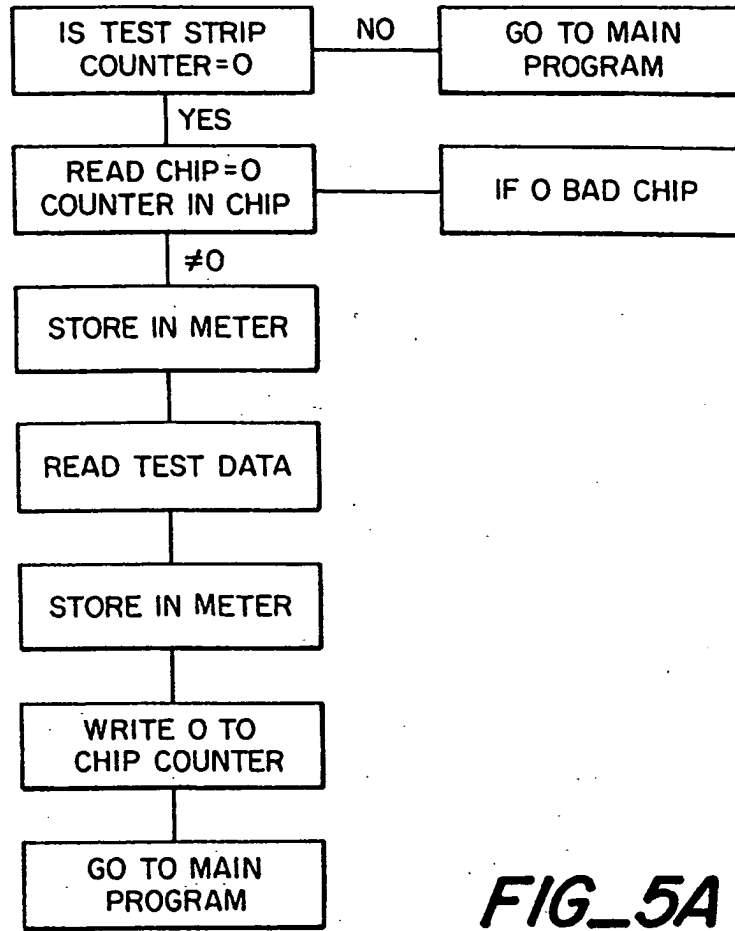 IS TEST STRIP
COUNTER=0
NO
GO TO MAIN
PROGRAM
YES
READ CHIP=0
COUNTER IN CHIP
IF 0 BAD CHIP
≠0
STORE IN METER
READ TEST DATA
STORE IN METER
WRITE 0 TO
CHIP COUNTER
GO TO MAIN
PROGRAM
FIG_5A